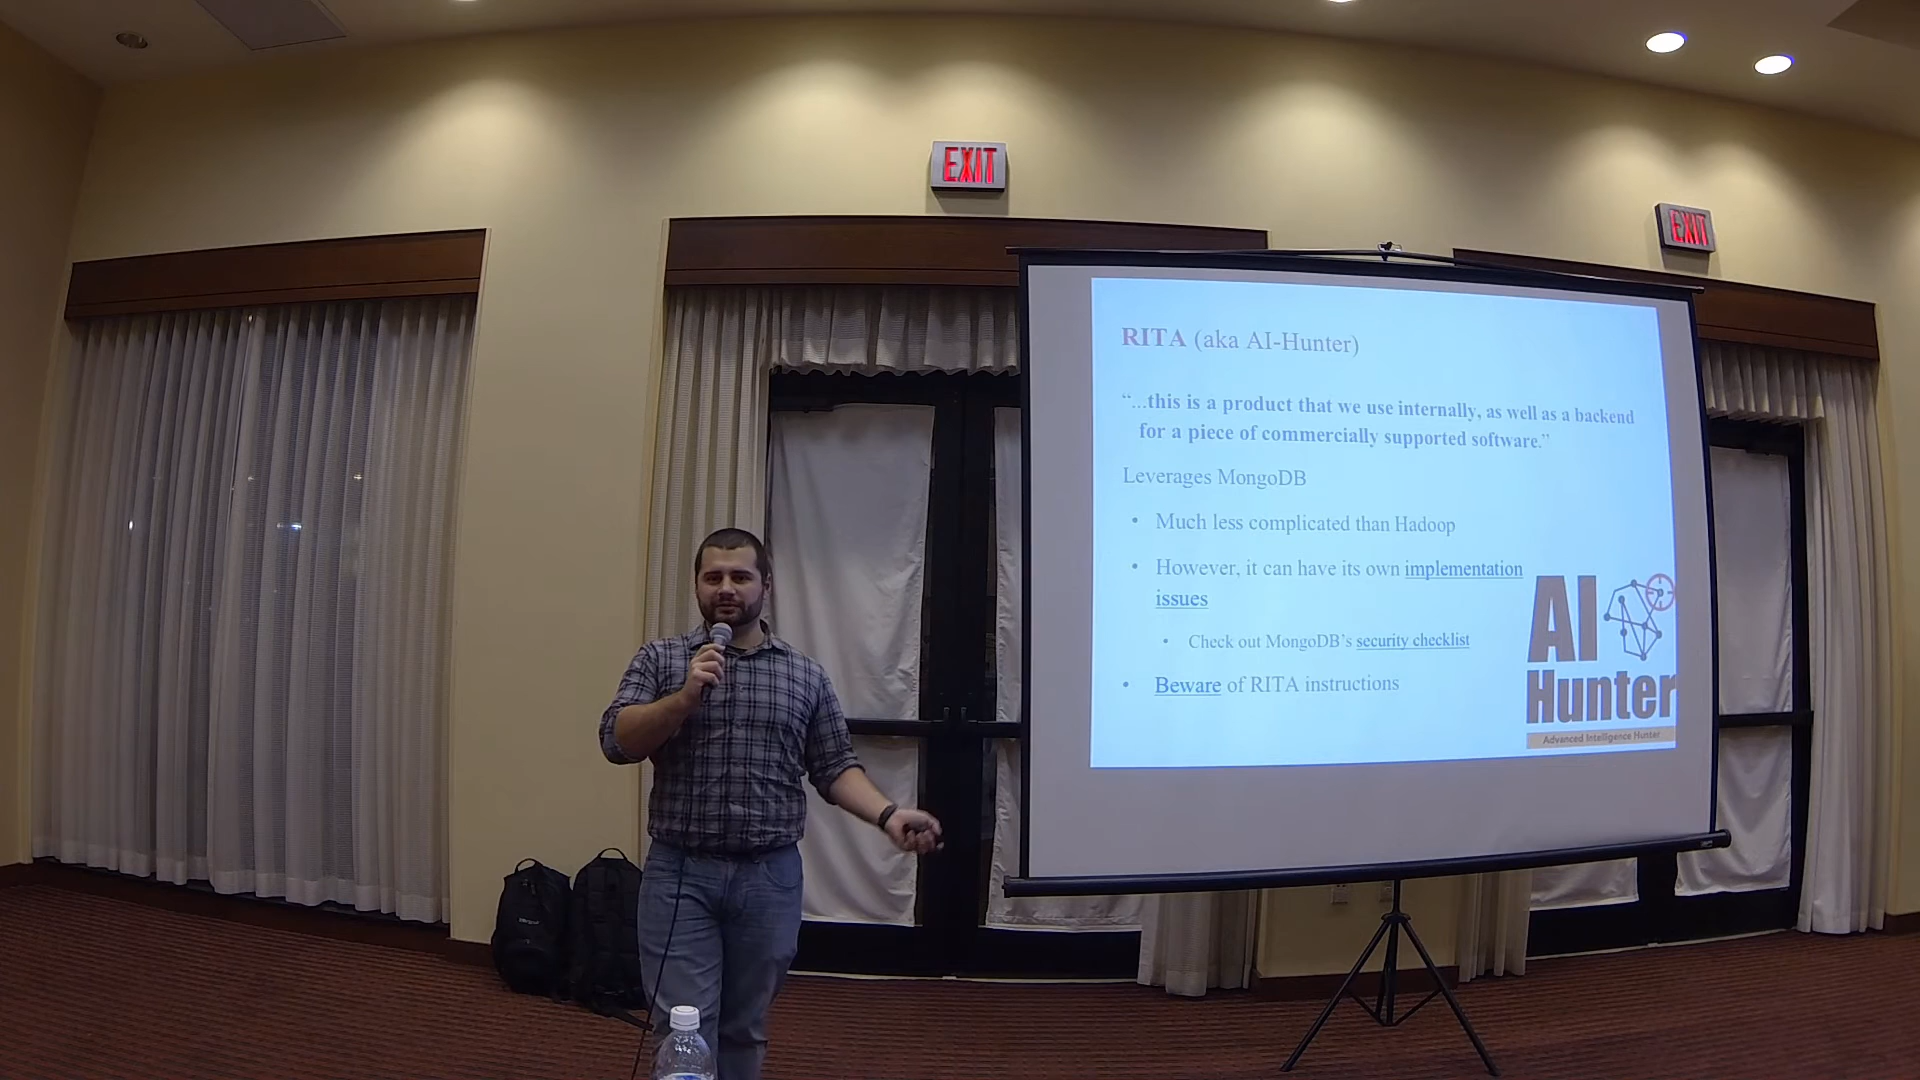 EXIT
EXIT
RITA (aka AI-Hunter)
“...this is a product that we use internally, as well as a backend
for a piece of commercially supported software.”
Leverages MongoDB
• Much less complicated than Hadoop
• However, it can have its own implementation
issues
• Check out MongoDB’s security checklist
• Beware of RITA instructions
AI
Hunter
Advanced Intelligence Hunter